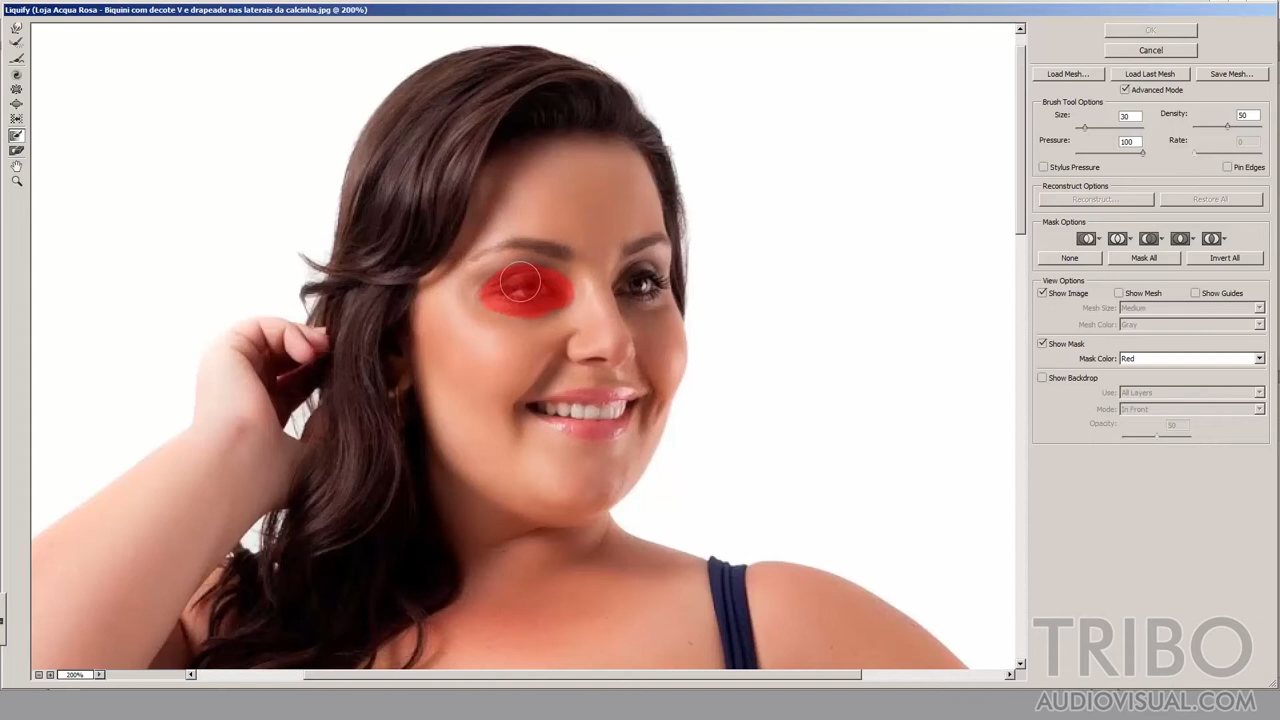 Liquify (Loja Acqua Rosa - Biquini com decote V e drapeado nas laterais da calcinha.jpg @ 200%)
OK
Cancel
Load Mesh... Load Last Mesh Save Mesh...
Advanced Mode
Brush Tool Options
Size: 30 Density: 50
Pressure: 100 Rate: 0
Stylus Pressure Pin Edges
Reconstruct Options
Reconstruct... Restore All
Mask Options
None Mask All Invert All
View Options
Show Image Show Mesh Show Guides
Mesh Size: Medium
Mesh Color: Gray
Show Mask
Mask Color: Red
Show Backdrop
Use: All Layers
Mode: In Front
Opacity: 50
200%
TRIBO
AUDIOVISUAL.COM